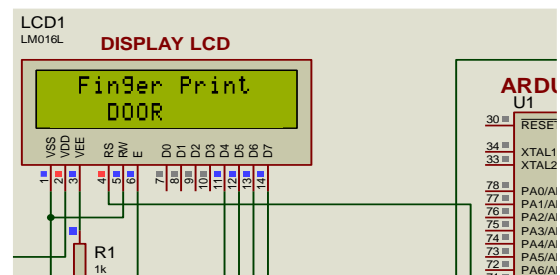 LCD1
LM016L
DISPLAY LCD
Fin9er Print
DOOR
VSS VDD VEE RS RW E D0 D1 D2 D3 D4 D5 D6 D7
1 2 3 4 5 6 7 8 9 10 11 12 13 14
R1
1k
ARDU
U1
30 RESE
34 XTAL1
33 XTAL2
78 PA0/A
77 PA1/A
76 PA2/A
75 PA3/A
74 PA4/A
73 PA5/A
72 PA6/A